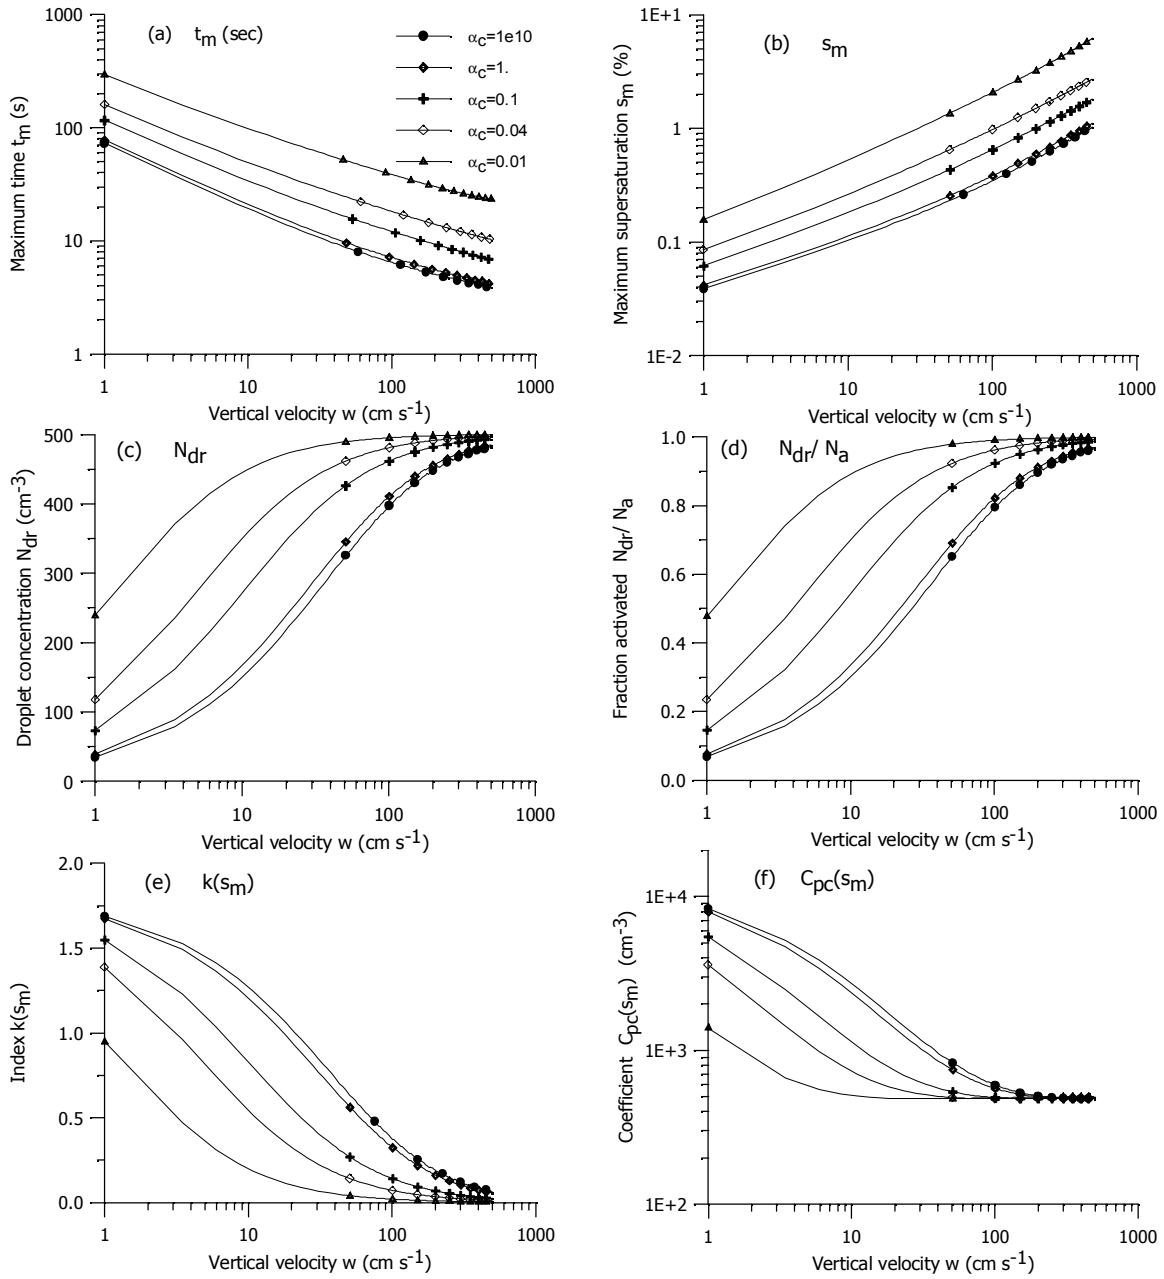 (a) t_m (sec)
α_c=1e10
α_c=1.
α_c=0.1
α_c=0.04
α_c=0.01
Maximum time t_m (s)
1000
100
10
1
1 10 100 1000
Vertical velocity w (cm s⁻¹)
(b) s_m
Maximum supersaturation s_m (%)
1E+1
1
0.1
1E-2
1 10 100 1000
Vertical velocity w (cm s⁻¹)
(c) N_dr
Droplet concentration N_dr (cm⁻³)
500
400
300
200
100
0
1 10 100 1000
Vertical velocity w (cm s⁻¹)
(d) N_dr/ N_a
Fraction activated N_dr/ N_a
1.0
0.8
0.6
0.4
0.2
0.0
1 10 100 1000
Vertical velocity w (cm s⁻¹)
(e) k(s_m)
Index k(s_m)
2.0
1.5
1.0
0.5
0.0
1 10 100 1000
Vertical velocity w (cm s⁻¹)
(f) C_pc(s_m)
Coefficient C_pc(s_m) (cm⁻³)
1E+4
1E+3
1E+2
1 10 100 1000
Vertical velocity w (cm s⁻¹)